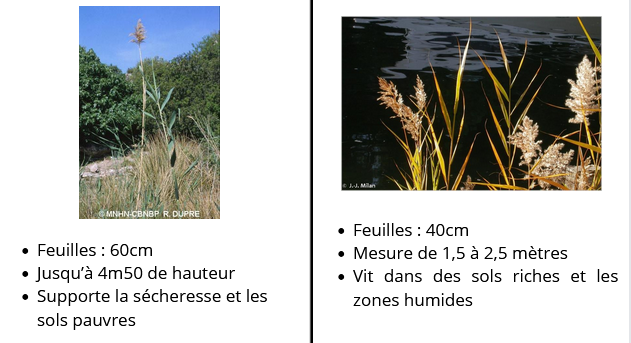 © MNHN-CBNBP R. DUPRE
• Feuilles : 60cm
• Jusqu’à 4m50 de hauteur
• Supporte la sécheresse et les
sols pauvres
© J.-J. Milan
• Feuilles : 40cm
• Mesure de 1,5 à 2,5 mètres
• Vit dans des sols riches et les
zones humides